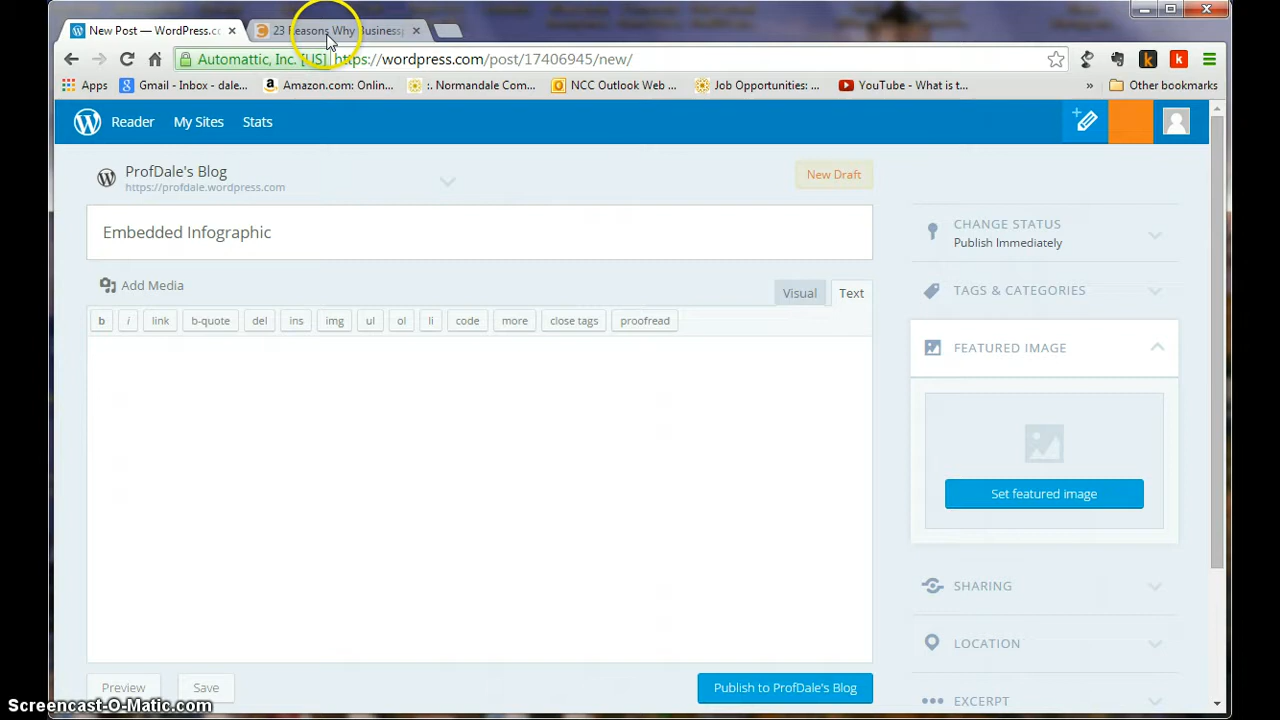 New Post — WordPress.c
23 Reasons Why Business
Automattic, Inc. [US] https://wordpress.com/post/17406945/new/
Apps Gmail - Inbox - dale... Amazon.com: Onlin... :. Normandale Com... NCC Outlook Web ... Job Opportunities: ... YouTube - What is t... » Other bookmarks
Reader My Sites Stats
ProfDale's Blog
https://profdale.wordpress.com
New Draft
Embedded Infographic
Add Media
Visual Text
b i link b-quote del ins img ul ol li code more close tags proofread
Preview Save Publish to ProfDale's Blog
CHANGE STATUS
Publish Immediately
TAGS & CATEGORIES
FEATURED IMAGE
Set featured image
SHARING
LOCATION
EXCERPT
Screencast-O-Matic.com